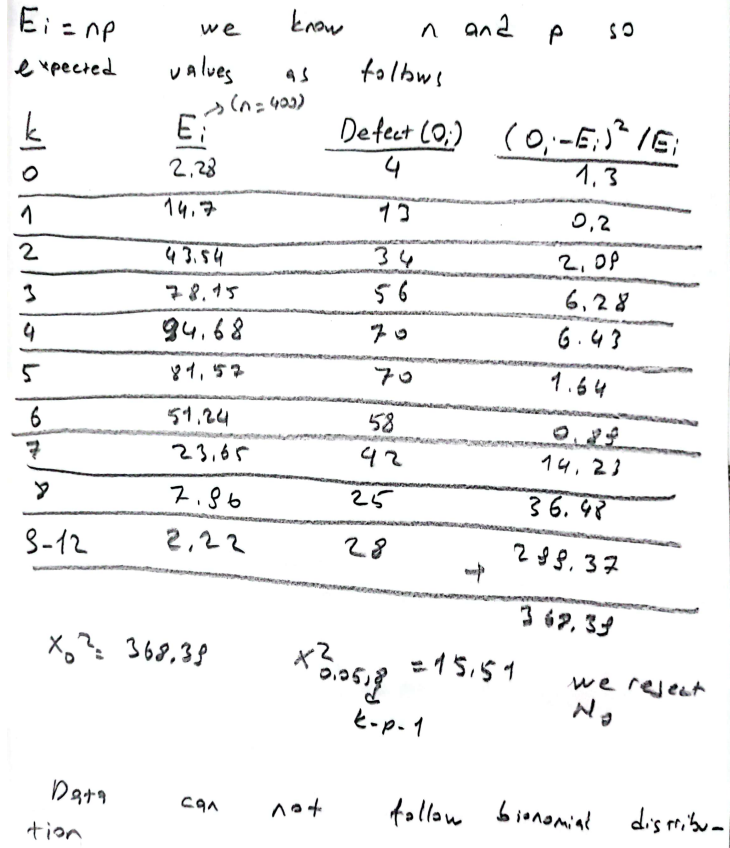 Ei = np we know n and p so
expected values as follows
→ (n=400)
k Ei Defect (Oi) (Oi-Ei)² /Ei
0 2,28 4 1,3
1 14,7 13 0,2
2 43.54 34 2,09
3 78,15 56 6,28
4 94,68 70 6.43
5 81,57 70 1.64
6 51,24 58 0,89
7 23,65 42 14,23
8 7,96 25 36.48
9-12 2,22 28 + 299,37
368,39
X₀² = 368,39 x²0,05,8 = 15,51 we reject
k-p-1 H₀
Data can not follow bionomial distribu-
tion